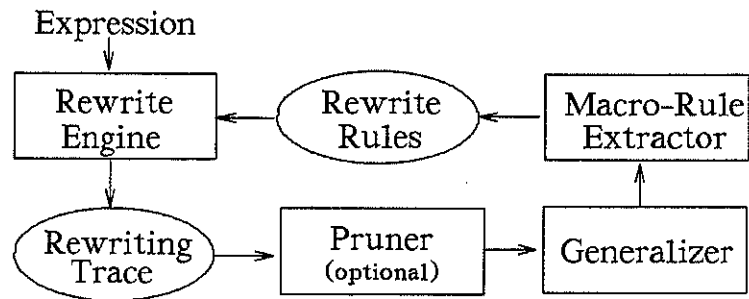 Expression
Rewrite
Engine
Rewrite
Rules
Macro-Rule
Extractor
Rewriting
Trace
Pruner
(optional)
Generalizer